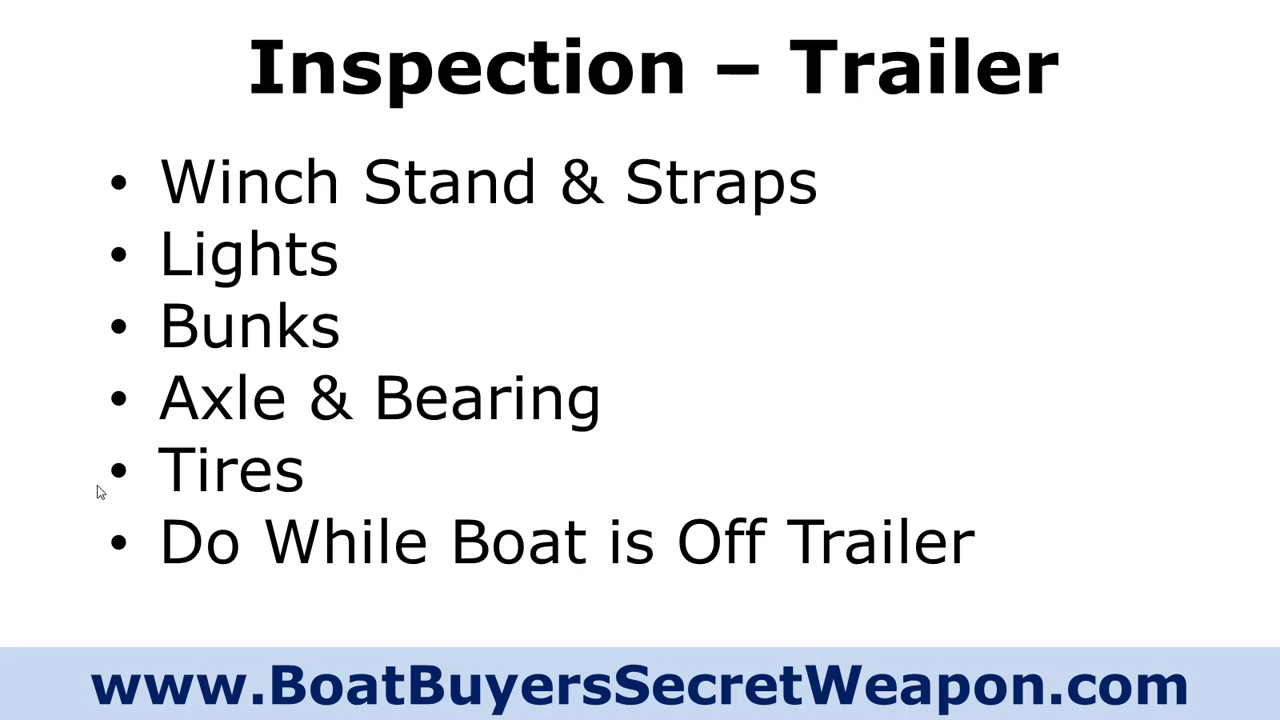 Inspection – Trailer
• Winch Stand & Straps
• Lights
• Bunks
• Axle & Bearing
• Tires
• Do While Boat is Off Trailer
www.BoatBuyersSecretWeapon.com